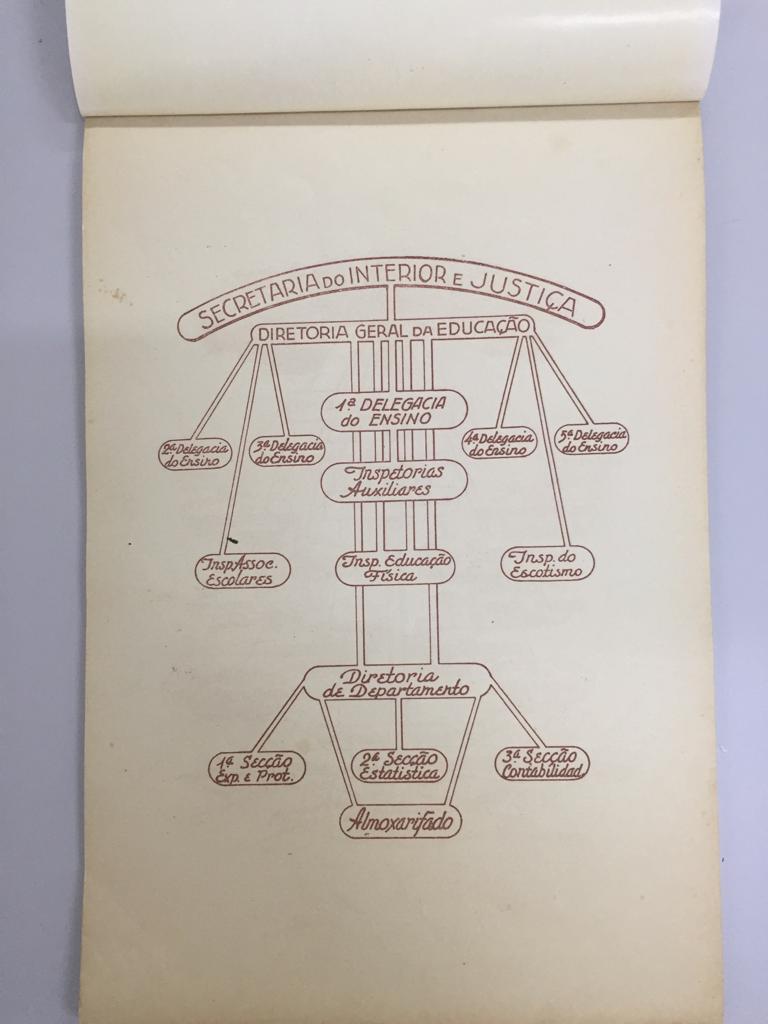 SECRETARIA DO INTERIOR E JUSTIÇA
DIRETORIA GERAL DA EDUCAÇÃO
1ª DELEGACIA
do ENSINO
2ª Delegacia
do Ensino
3ª Delegacia
do Ensino
4ª Delegacia
do Ensino
5ª Delegacia
do Ensino
Inspetorias
Auxiliares
Insp Assoc.
Escolares
Insp. Educação
Física
Insp. do
Escotismo
Diretoria
de Departamento
1ª Secção
Exp. e Prot.
2ª Secção
Estatistica
3ª Secção
Contabilidad
Almoxarifado